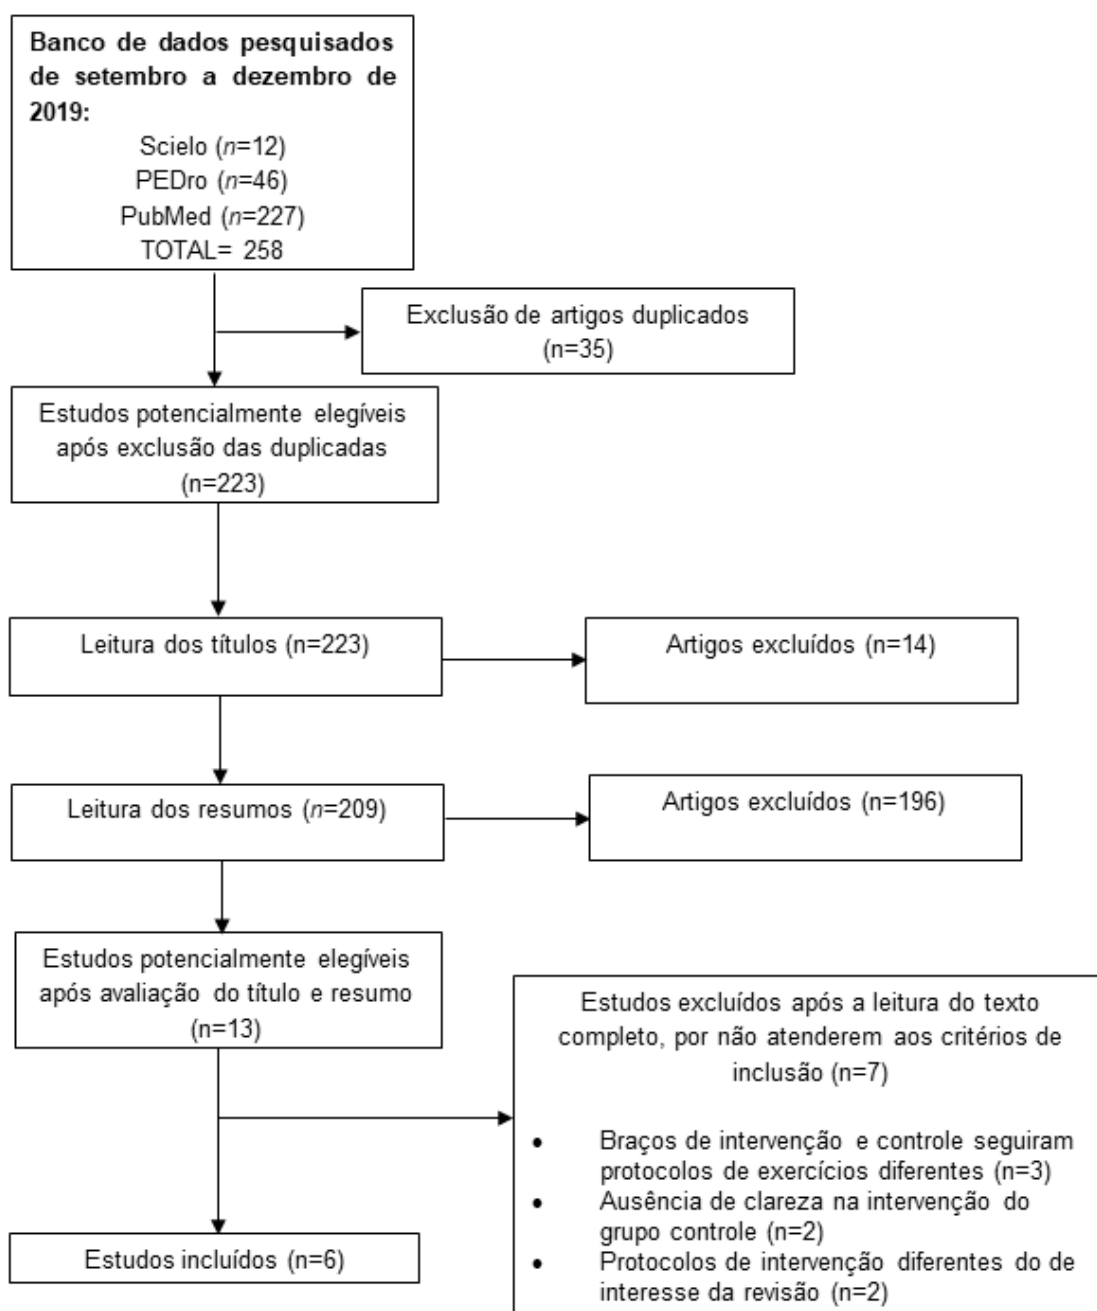 Banco de dados pesquisados
de setembro a dezembro de
2019:
Scielo (n=12)
PEDro (n=46)
PubMed (n=227)
TOTAL= 258
Exclusão de artigos duplicados
(n=35)
Estudos potencialmente elegíveis
após exclusão das duplicadas
(n=223)
Leitura dos títulos (n=223)
Artigos excluídos (n=14)
Leitura dos resumos (n=209)
Artigos excluídos (n=196)
Estudos potencialmente elegíveis
após avaliação do título e resumo
(n=13)
Estudos excluídos após a leitura do texto
completo, por não atenderem aos critérios de
inclusão (n=7)
• Braços de intervenção e controle seguiram
protocolos de exercícios diferentes (n=3)
• Ausência de clareza na intervenção do
grupo controle (n=2)
• Protocolos de intervenção diferentes do de
interesse da revisão (n=2)
Estudos incluídos (n=6)